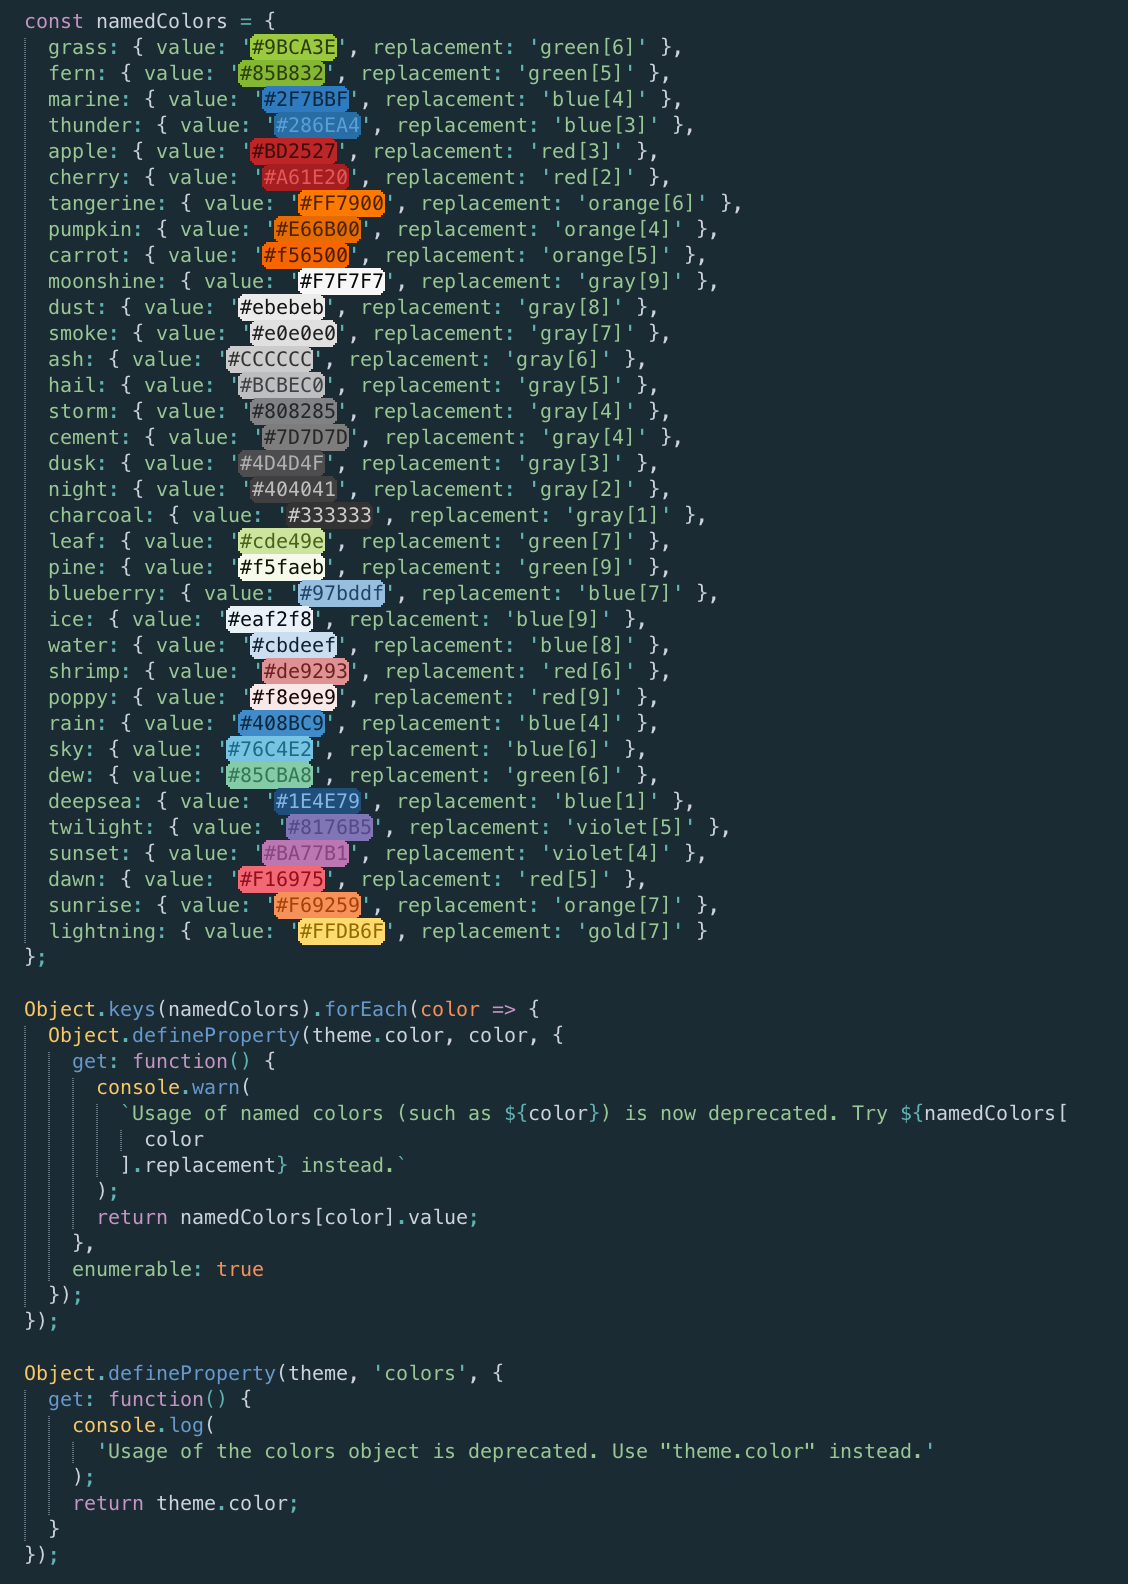 const namedColors = {
  grass: { value: '#9BCA3E', replacement: 'green[6]' },
  fern: { value: '#85B832', replacement: 'green[5]' },
  marine: { value: '#2F7BBF', replacement: 'blue[4]' },
  thunder: { value: '#286EA4', replacement: 'blue[3]' },
  apple: { value: '#BD2527', replacement: 'red[3]' },
  cherry: { value: '#A61E20', replacement: 'red[2]' },
  tangerine: { value: '#FF7900', replacement: 'orange[6]' },
  pumpkin: { value: '#E66B00', replacement: 'orange[4]' },
  carrot: { value: '#f56500', replacement: 'orange[5]' },
  moonshine: { value: '#F7F7F7', replacement: 'gray[9]' },
  dust: { value: '#ebebeb', replacement: 'gray[8]' },
  smoke: { value: '#e0e0e0', replacement: 'gray[7]' },
  ash: { value: '#CCCCCC', replacement: 'gray[6]' },
  hail: { value: '#BCBEC0', replacement: 'gray[5]' },
  storm: { value: '#808285', replacement: 'gray[4]' },
  cement: { value: '#7D7D7D', replacement: 'gray[4]' },
  dusk: { value: '#4D4D4F', replacement: 'gray[3]' },
  night: { value: '#404041', replacement: 'gray[2]' },
  charcoal: { value: '#333333', replacement: 'gray[1]' },
  leaf: { value: '#cde49e', replacement: 'green[7]' },
  pine: { value: '#f5faeb', replacement: 'green[9]' },
  blueberry: { value: '#97bddf', replacement: 'blue[7]' },
  ice: { value: '#eaf2f8', replacement: 'blue[9]' },
  water: { value: '#cbdeef', replacement: 'blue[8]' },
  shrimp: { value: '#de9293', replacement: 'red[6]' },
  poppy: { value: '#f8e9e9', replacement: 'red[9]' },
  rain: { value: '#408BC9', replacement: 'blue[4]' },
  sky: { value: '#76C4E2', replacement: 'blue[6]' },
  dew: { value: '#85CBA8', replacement: 'green[6]' },
  deepsea: { value: '#1E4E79', replacement: 'blue[1]' },
  twilight: { value: '#8176B5', replacement: 'violet[5]' },
  sunset: { value: '#BA77B1', replacement: 'violet[4]' },
  dawn: { value: '#F16975', replacement: 'red[5]' },
  sunrise: { value: '#F69259', replacement: 'orange[7]' },
  lightning: { value: '#FFDB6F', replacement: 'gold[7]' }
};

Object.keys(namedColors).forEach(color => {
  Object.defineProperty(theme.color, color, {
    get: function() {
      console.warn(
        `Usage of named colors (such as ${color}) is now deprecated. Try ${namedColors[
          color
        ].replacement} instead.`
      );
      return namedColors[color].value;
    },
    enumerable: true
  });
});

Object.defineProperty(theme, 'colors', {
  get: function() {
    console.log(
      'Usage of the colors object is deprecated. Use "theme.color" instead.'
    );
    return theme.color;
  }
});